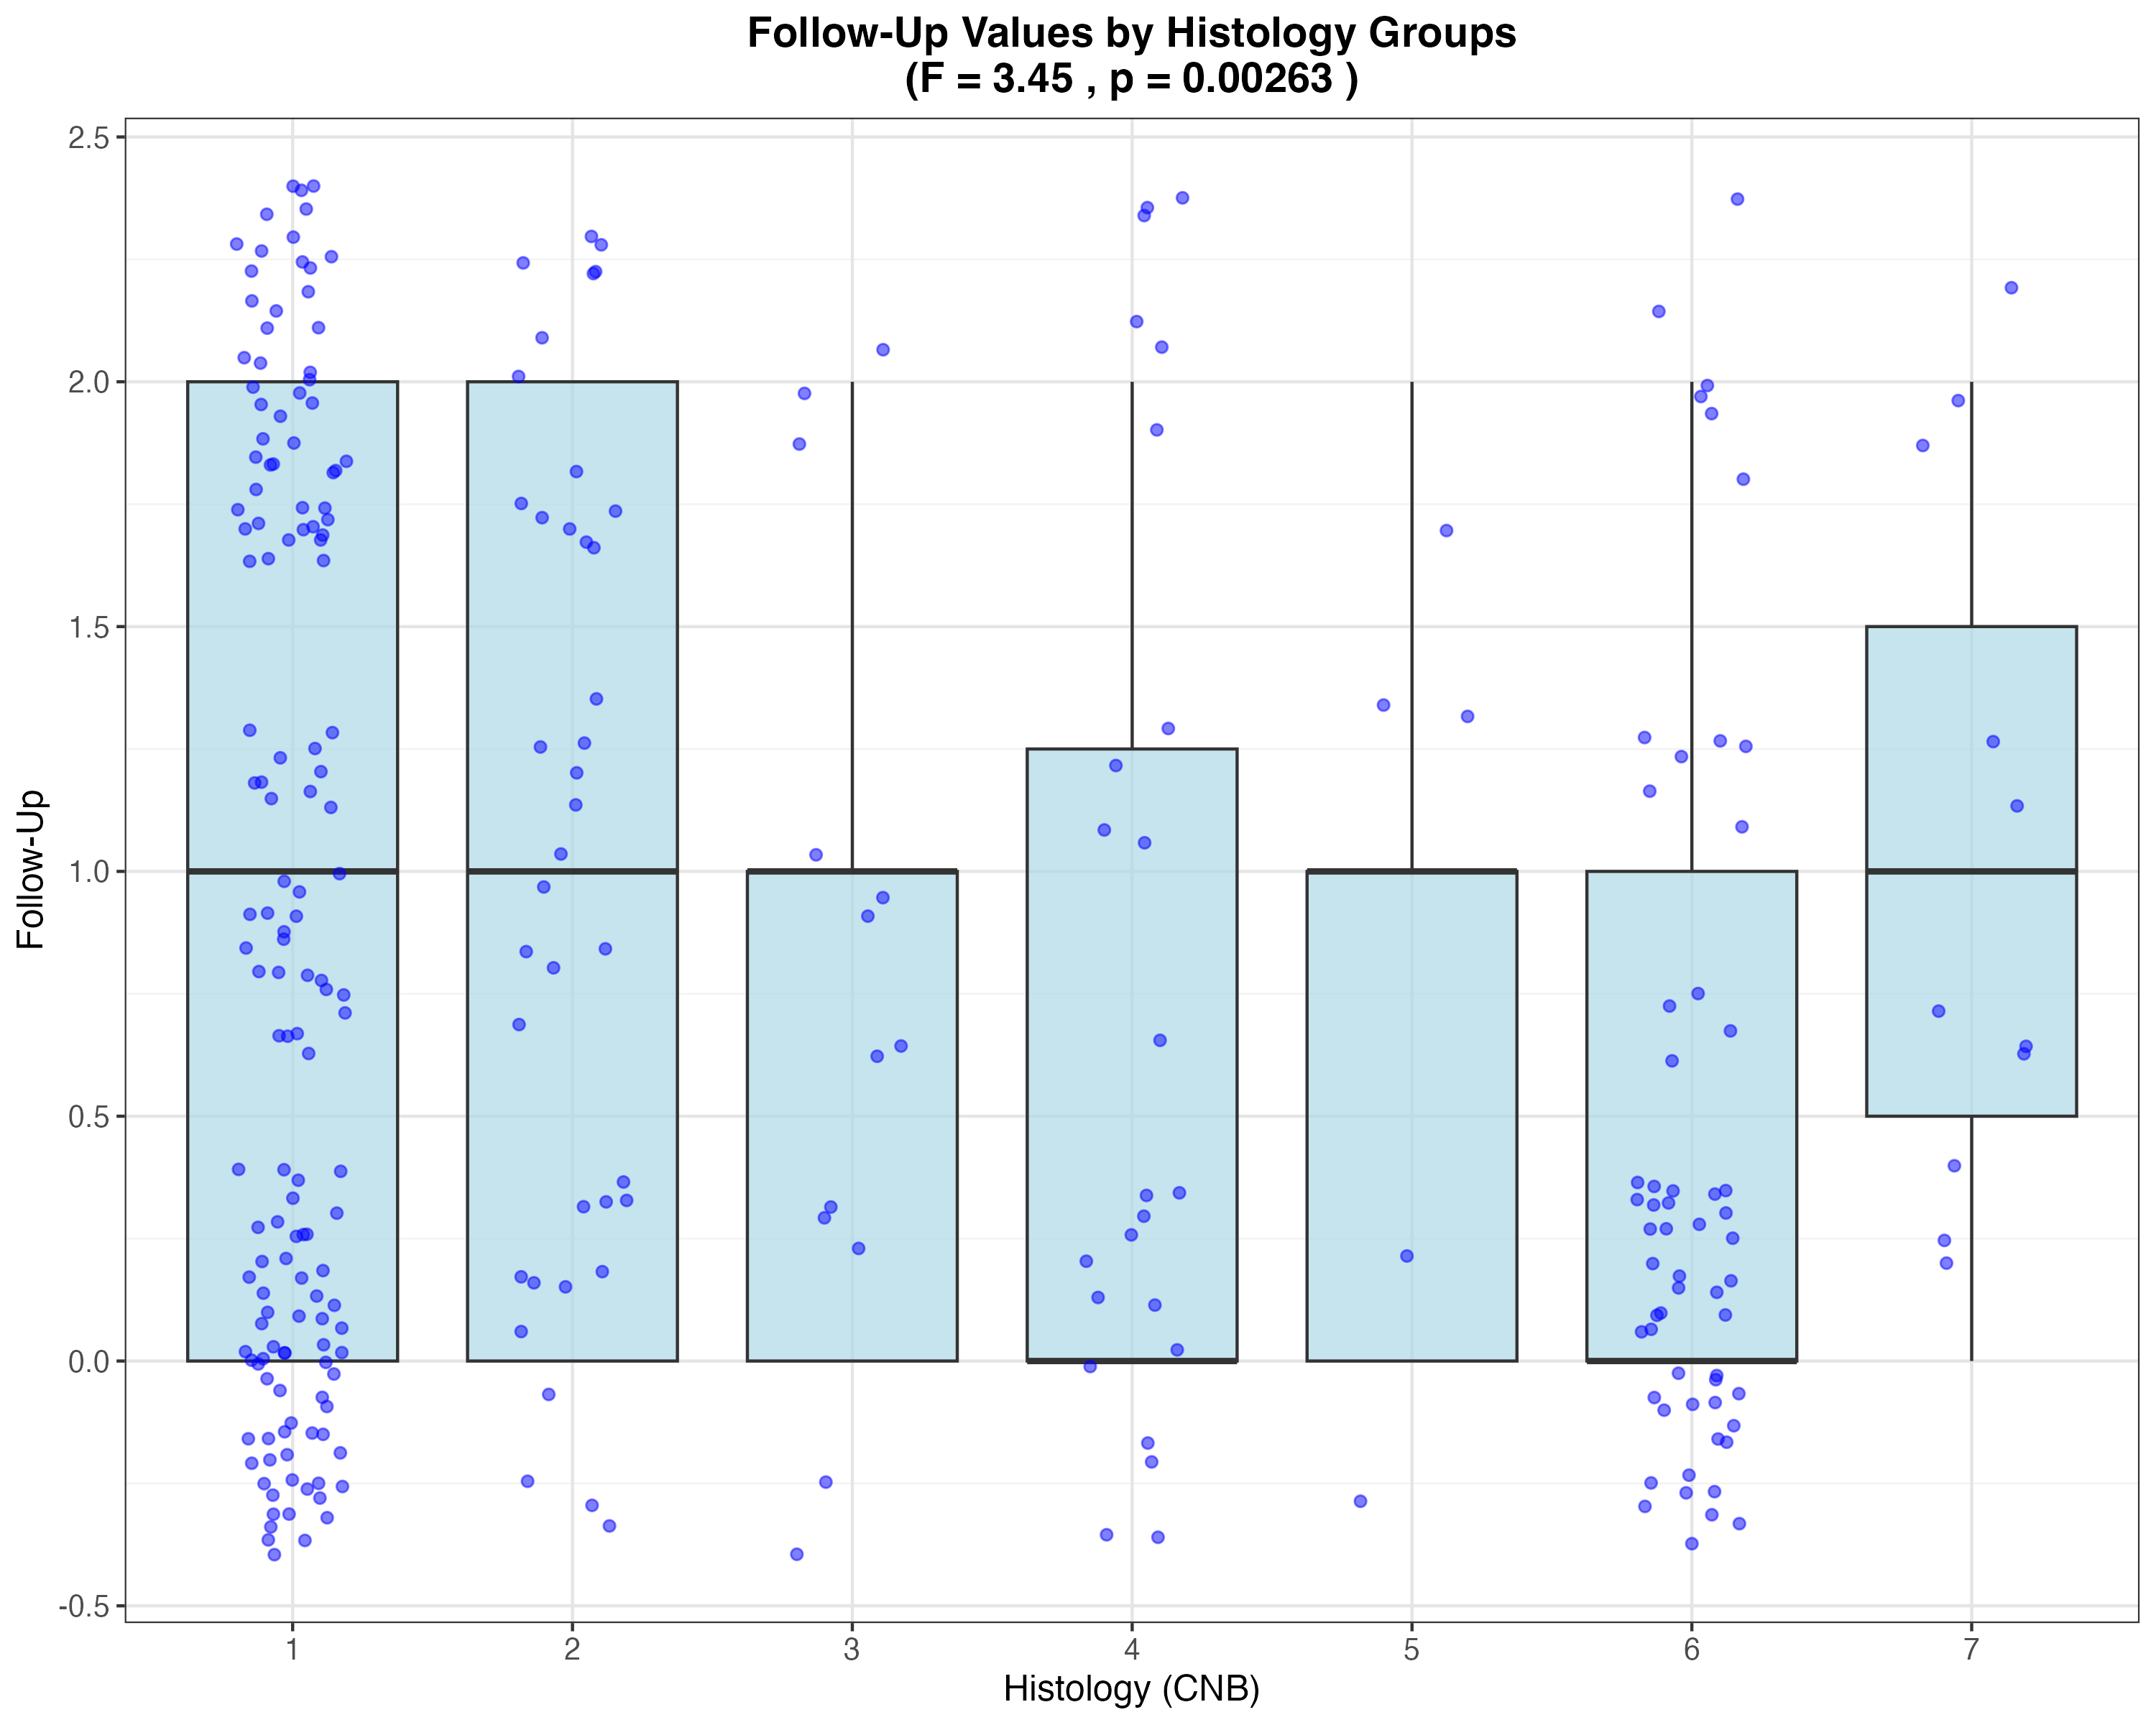 Follow-Up Values by Histology Groups
(F = 3.45 , p = 0.00263 )
2.5
2.0
1.5
1.0
0.5
0.0
-0.5
Follow-Up
1 2 3 4 5 6 7
Histology (CNB)